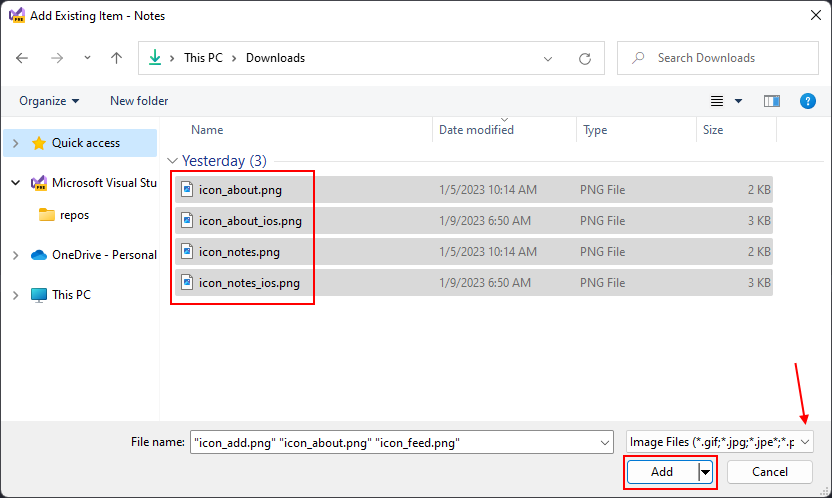 Add Existing Item - Notes
This PC > Downloads
Search Downloads
Organize New folder
Name Date modified Type Size
Quick access
Microsoft Visual Stu
repos
OneDrive - Personal
This PC
Yesterday (3)
icon_about.png 1/5/2023 10:14 AM PNG File 2 KB
icon_about_ios.png 1/9/2023 6:50 AM PNG File 3 KB
icon_notes.png 1/5/2023 10:14 AM PNG File 2 KB
icon_notes_ios.png 1/9/2023 6:50 AM PNG File 3 KB
File name: "icon_add.png" "icon_about.png" "icon_feed.png" Image Files (*.gif;*.jpg;*.jpe*;*.p
Add Cancel